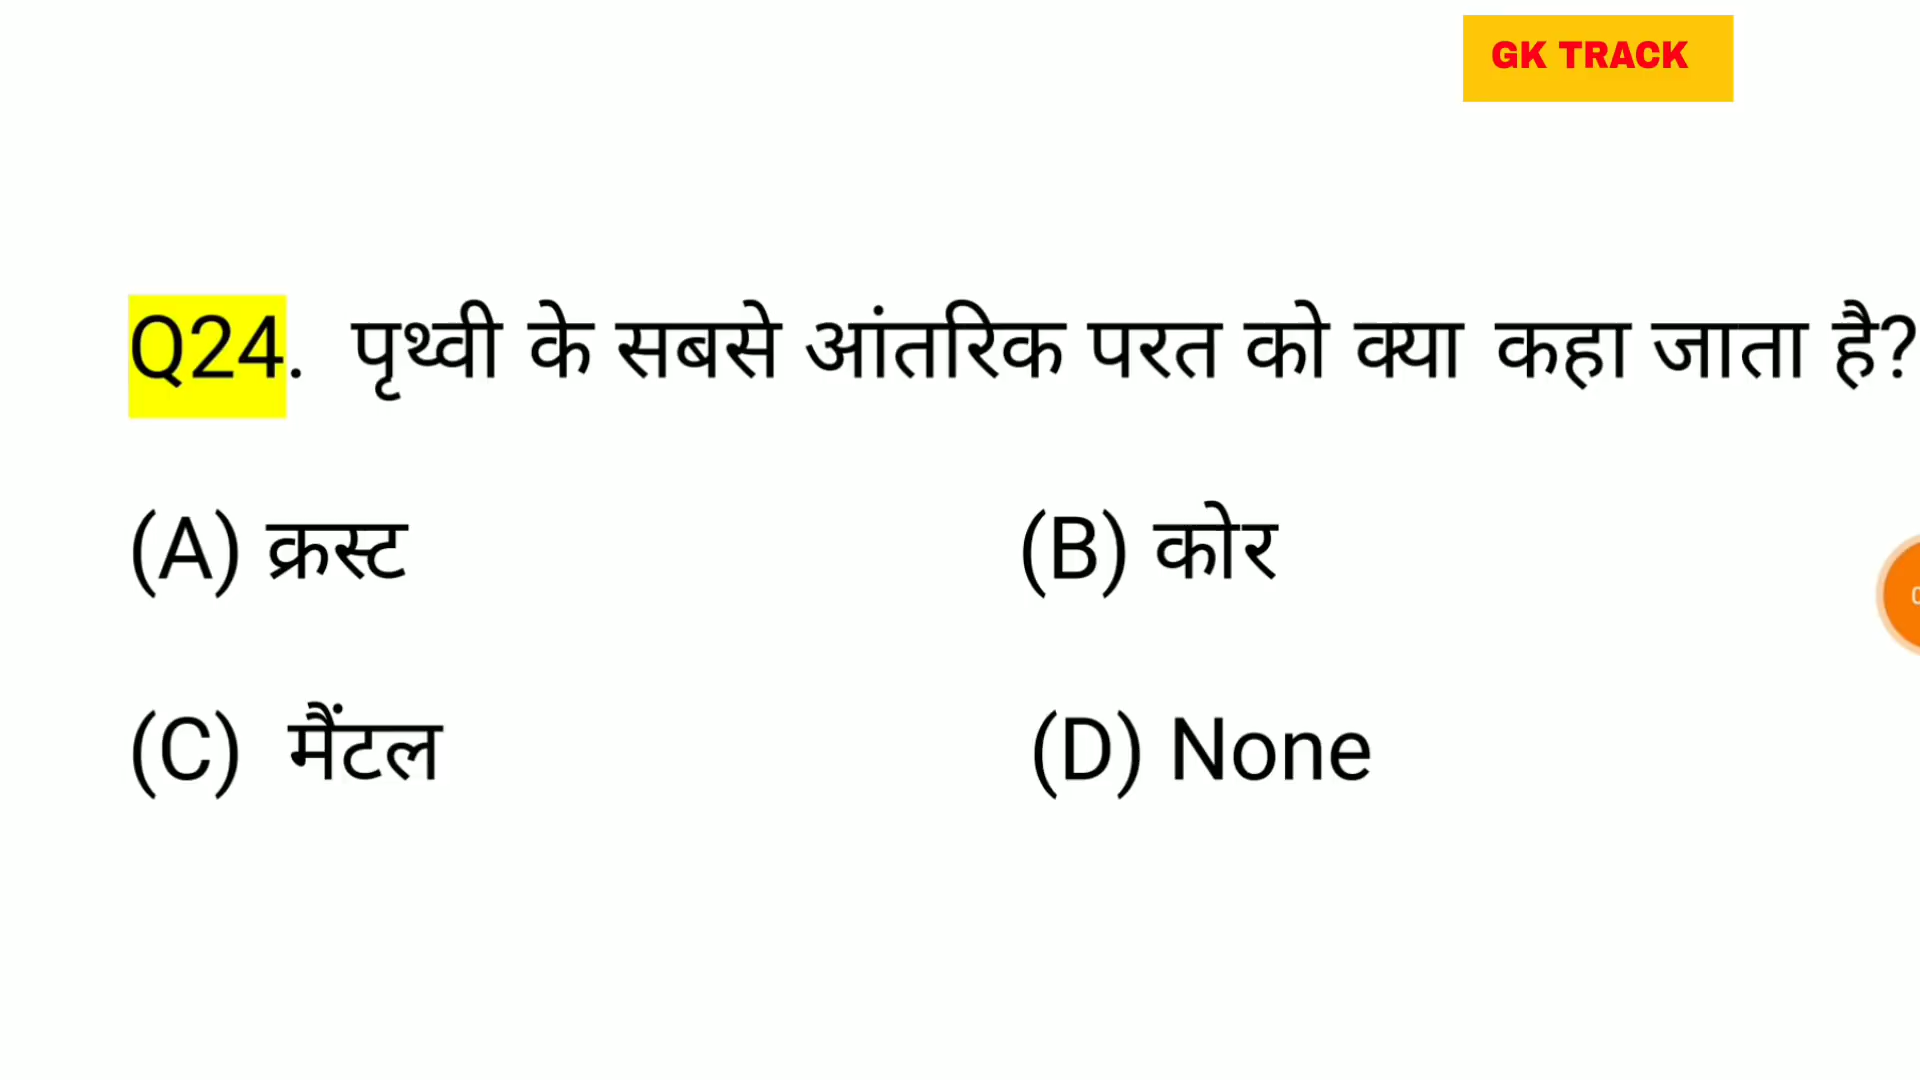 GK TRACK
Q24. पृथ्वी के सबसे आंतरिक परत को क्या कहा जाता है?
(A) क्रस्ट (B) कोर
(C) मैंटल (D) None